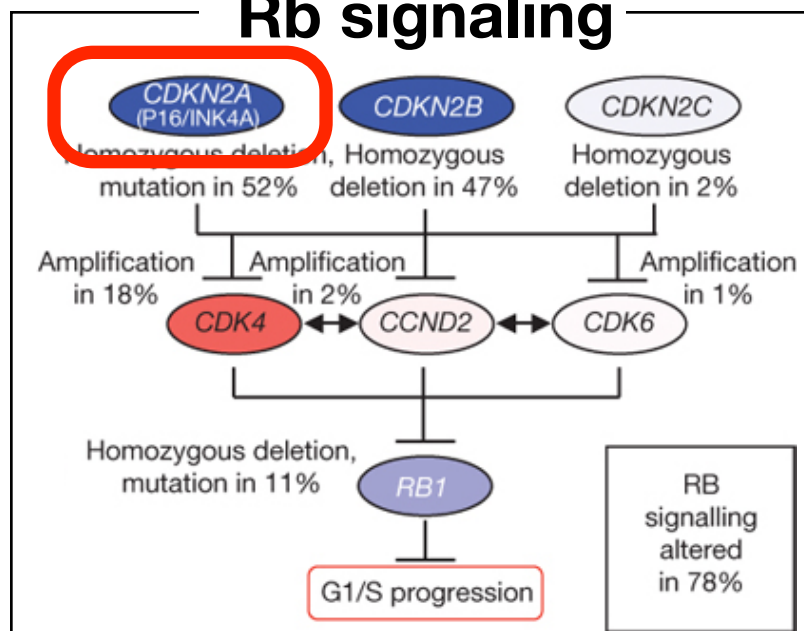 Rb signaling
CDKN2A
(P16/INK4A)
CDKN2B
CDKN2C
Homozygous deletion,
mutation in 52%
Homozygous
deletion in 47%
Homozygous
deletion in 2%
Amplification
in 18%
Amplification
in 2%
Amplification
in 1%
CDK4
CCND2
CDK6
Homozygous deletion,
mutation in 11%
RB1
G1/S progression
RB
signalling
altered
in 78%